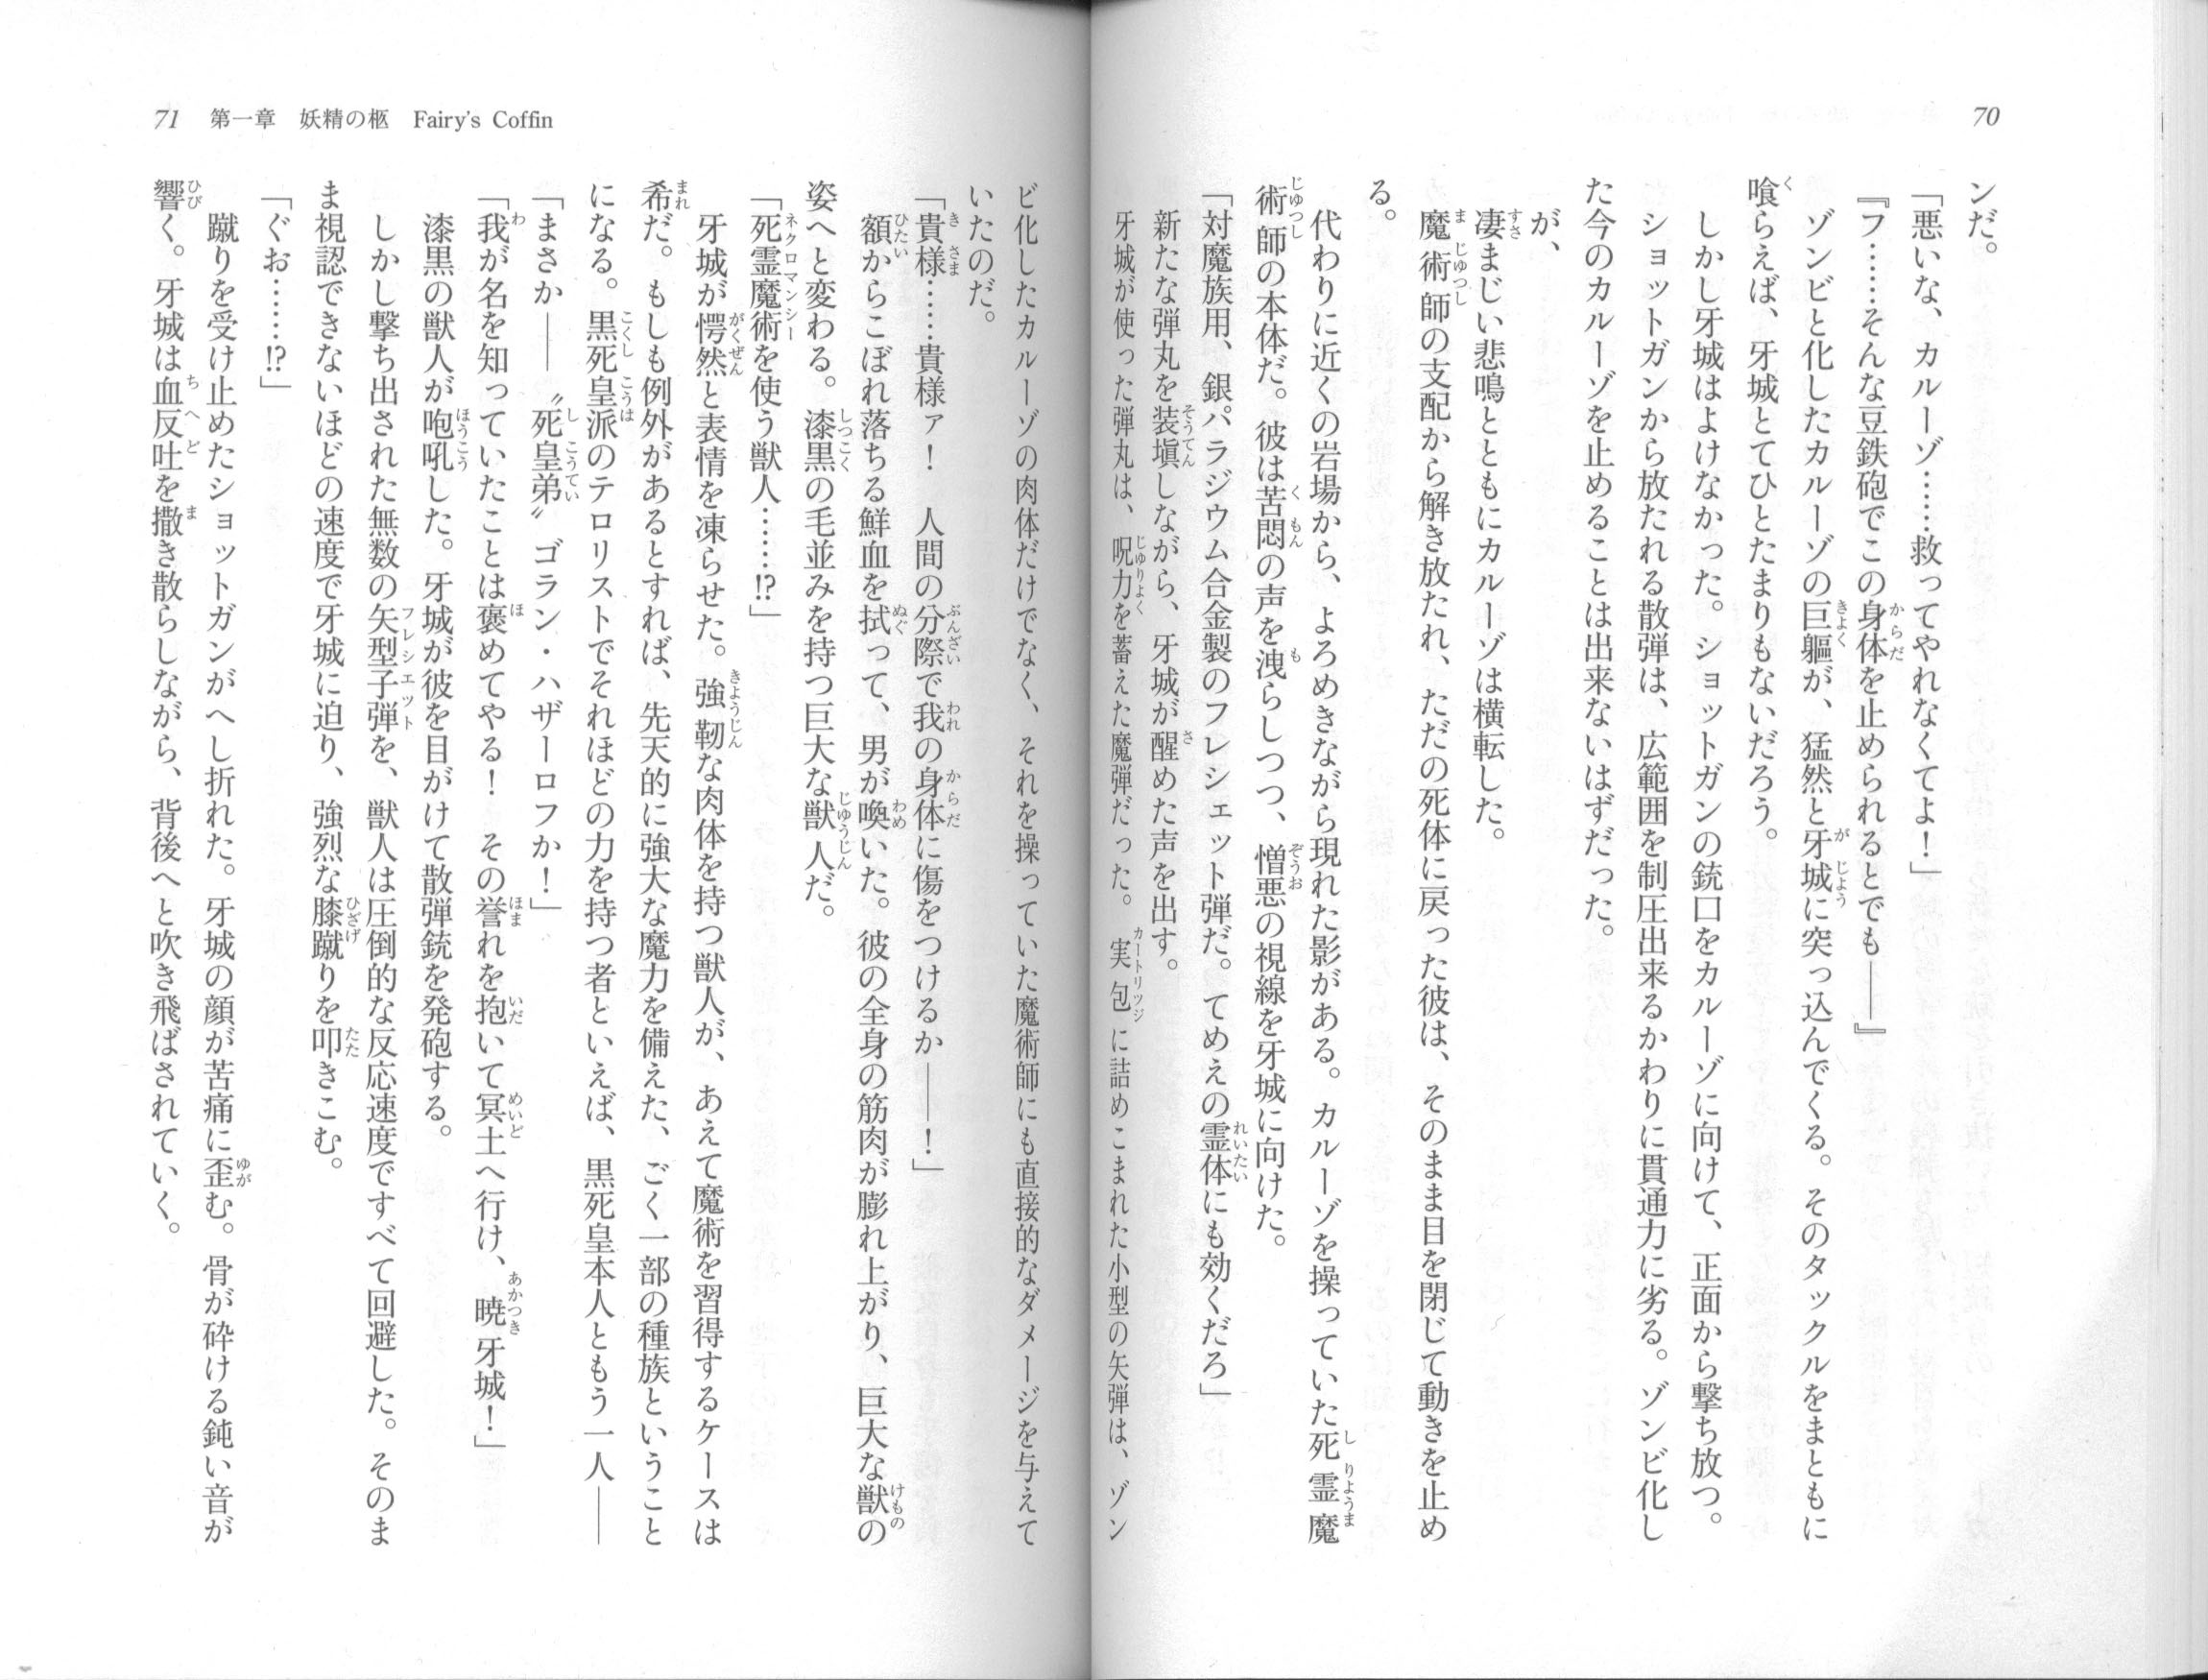 70
ンだ。
「悪いな、カルーゾ……救ってやれなくてよ！」
『フ……そんな豆鉄砲でこの身体を止められるとでも――』
ゾンビと化したカルーゾの巨軀が、猛然と牙城に突っ込んでくる。そのタックルをまともに
喰らえば、牙城とてひとたまりもないだろう。
しかし牙城はよけなかった。ショットガンの銃口をカルーゾに向けて、正面から撃ち放つ。
ショットガンから放たれる散弾は、広範囲を制圧出来るかわりに貫通力に劣る。ゾンビ化し
た今のカルーゾを止めることは出来ないはずだった。
が、
凄まじい悲鳴とともにカルーゾは横転した。
魔術師の支配から解き放たれ、ただの死体に戻った彼は、そのまま目を閉じて動きを止め
る。
代わりに近くの岩場から、よろめきながら現れた影がある。カルーゾを操っていた死霊魔
術師の本体だ。彼は苦悶の声を洩らしつつ、憎悪の視線を牙城に向けた。
「対魔族用、銀パラジウム合金製のフレシェット弾だ。てめえの霊体にも効くだろ」
新たな弾丸を装塡しながら、牙城が醒めた声を出す。
牙城が使った弾丸は、呪力を蓄えた魔弾だった。実包に詰めこまれた小型の矢弾は、ゾン
71 第一章 妖精の柩 Fairy's Coffin
ビ化したカルーゾの肉体だけでなく、それを操っていた魔術師にも直接的なダメージを与えて
いたのだ。
「貴様……貴様ァ！　人間の分際で我の身体に傷をつけるか――！」
額からこぼれ落ちる鮮血を拭って、男が喚いた。彼の全身の筋肉が膨れ上がり、巨大な獣の
姿へと変わる。漆黒の毛並みを持つ巨大な獣人だ。
「死霊魔術を使う獣人……!?」
牙城が愕然と表情を凍らせた。強靭な肉体を持つ獣人が、あえて魔術を習得するケースは
希だ。もしも例外があるとすれば、先天的に強大な魔力を備えた、ごく一部の種族ということ
になる。黒死皇派のテロリストでそれほどの力を持つ者といえば、黒死皇本人ともう一人――
「まさか――〝死皇弟〟ゴラン・ハザーロフか！」
「我が名を知っていたことは褒めてやる！　その誉れを抱いて冥土へ行け、暁牙城！」
漆黒の獣人が咆吼した。牙城が彼を目がけて散弾銃を発砲する。
しかし撃ち出された無数の矢型子弾を、獣人は圧倒的な反応速度ですべて回避した。そのま
ま視認できないほどの速度で牙城に迫り、強烈な膝蹴りを叩きこむ。
「ぐお……!?」
蹴りを受け止めたショットガンがへし折れた。牙城の顔が苦痛に歪む。骨が砕ける鈍い音が
響く。牙城は血反吐を撒き散らしながら、背後へと吹き飛ばされていく。